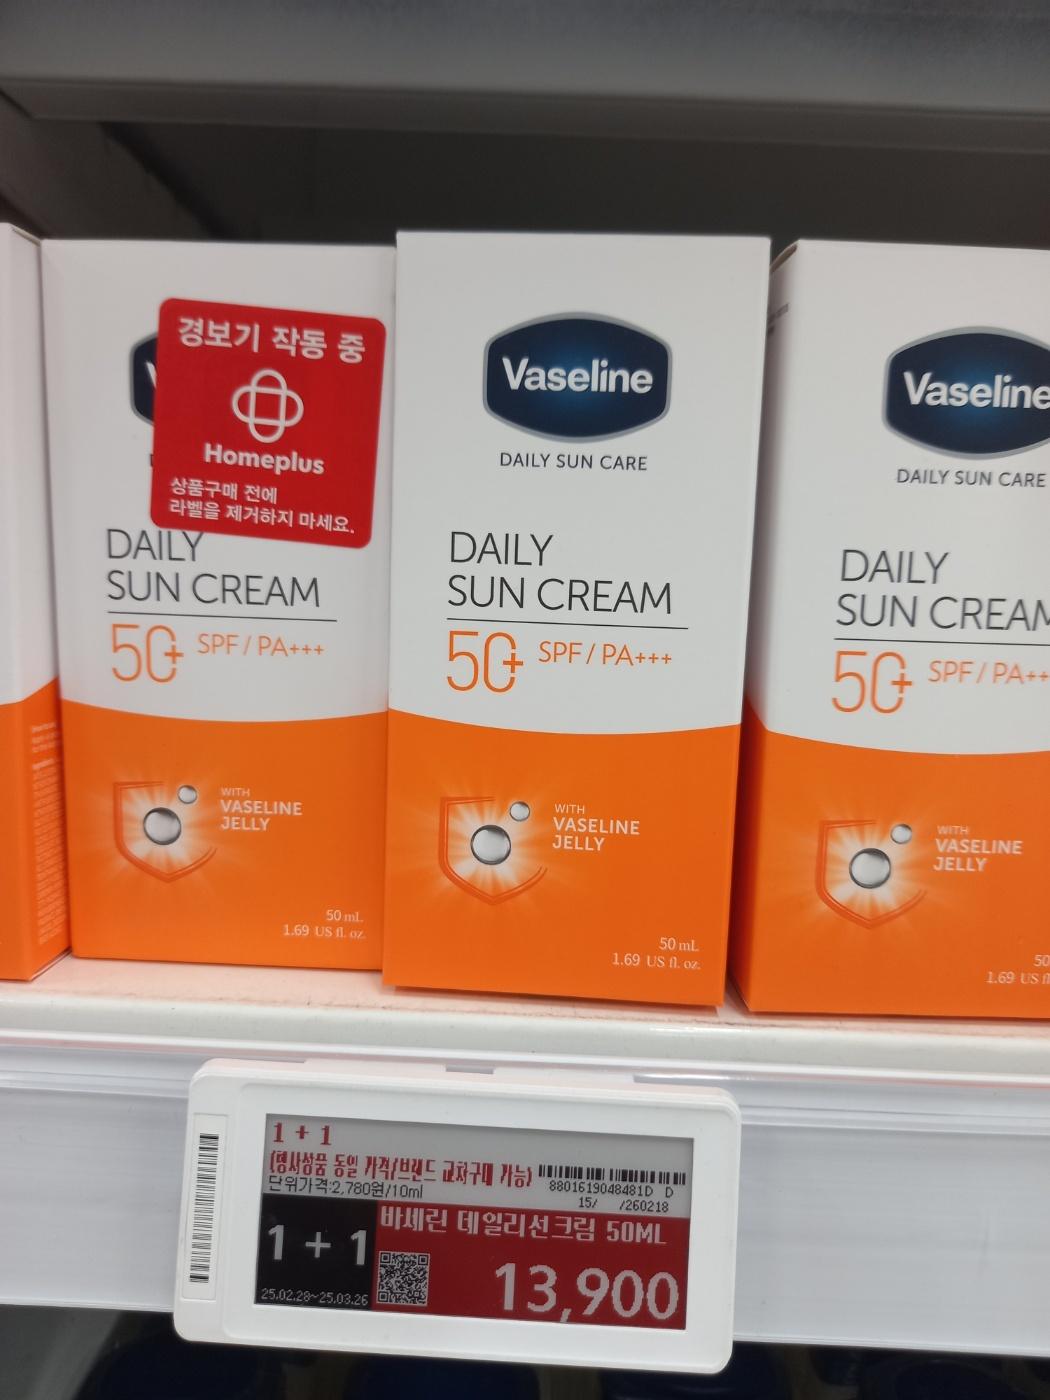 경보기 작동 중
Homeplus
상품구매 전에
라벨을 제거하지 마세요.
DAILY
SUN CREAM
50+ SPF / PA+++
WITH
VASELINE
JELLY
50 mL
1.69 US fl. oz.
Vaseline
DAILY SUN CARE
DAILY
SUN CREAM
50+ SPF / PA+++
WITH
VASELINE
JELLY
50 mL
1.69 US fl. oz.
Vaseline
DAILY SUN CARE
DAILY
SUN CREAM
50+ SPF / PA++
WITH
VASELINE
JELLY
50
1.69 US fl
1 + 1
(행사상품 동일 가격/브랜드 교차구매 가능)
단위가격:2,780원/10ml
8801619048481D D
15/ /260218
바세린 데일리선크림 50ML
1 + 1
13,900
25.02.28~25.03.26